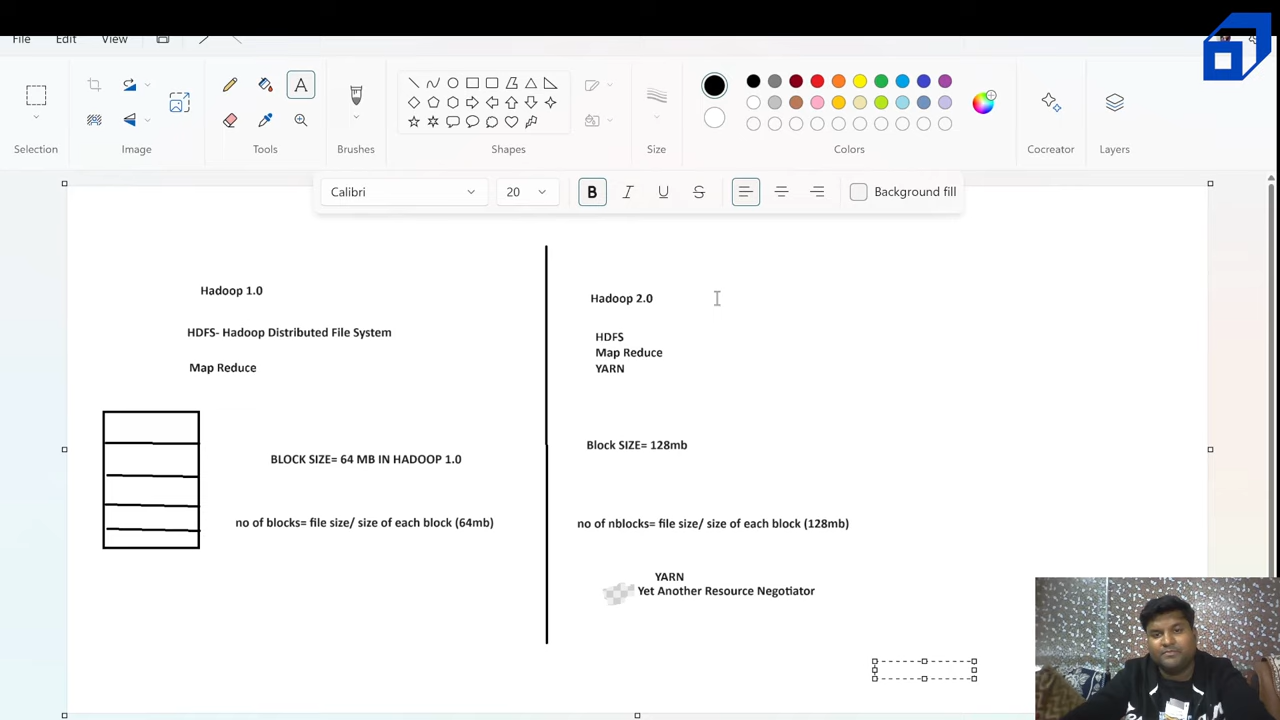 File Edit View
Selection
Image
Tools
Brushes
Shapes
Size
Colors
Cocreator
Layers
Calibri
20
B
I
U
S
Background fill
Hadoop 1.0
HDFS- Hadoop Distributed File System
Map Reduce
BLOCK SIZE= 64 MB IN HADOOP 1.0
no of blocks= file size/ size of each block (64mb)
Hadoop 2.0
HDFS
Map Reduce
YARN
Block SIZE= 128mb
no of nblocks= file size/ size of each block (128mb)
YARN
Yet Another Resource Negotiator